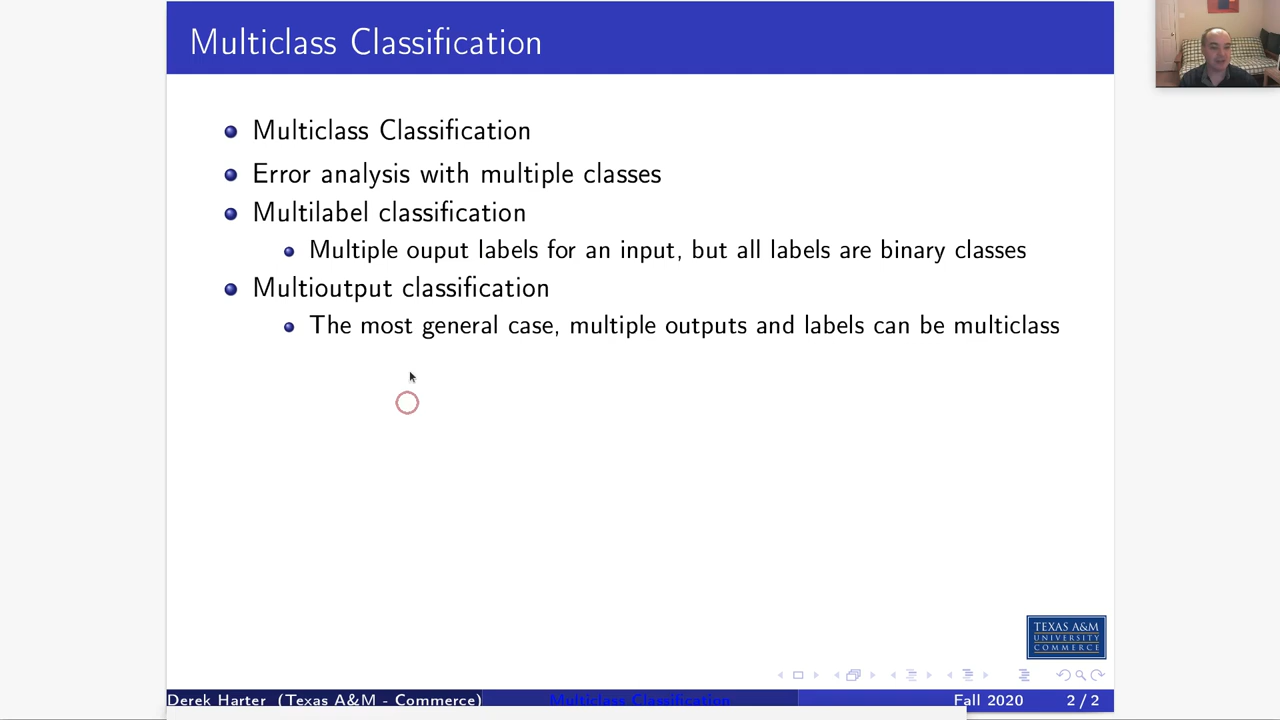 Multiclass Classification
Multiclass Classification
Error analysis with multiple classes
Multilabel classification
Multiple ouput labels for an input, but all labels are binary classes
Multioutput classification
The most general case, multiple outputs and labels can be multiclass
TEXAS A&M
UNIVERSITY
COMMERCE
Derek Harter (Texas A&M - Commerce) Multiclass Classification Fall 2020 2 / 2